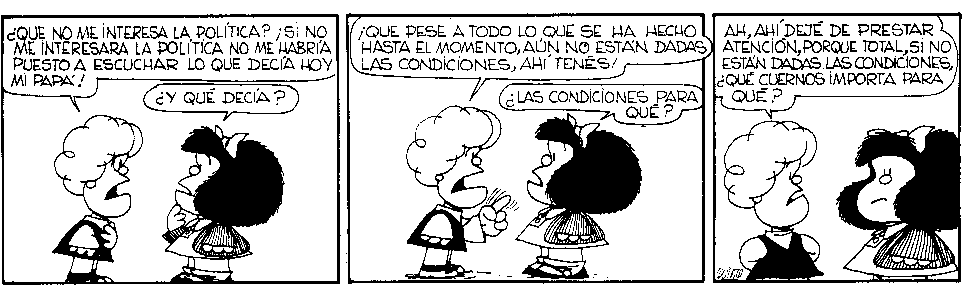 ¿QUE NO ME INTERESA LA POLÍTICA? ¡SI NO
ME INTERESARA LA POLÍTICA NO ME HABRÍA
PUESTO A ESCUCHAR LO QUE DECÍA HOY
MI PAPÁ!
¿Y QUÉ DECÍA?
¡QUE PESE A TODO LO QUE SE HA HECHO
HASTA EL MOMENTO, AÚN NO ESTÁN DADAS
LAS CONDICIONES, AHÍ TENÉS!
¿LAS CONDICIONES PARA
QUÉ?
AH, AHÍ DEJÉ DE PRESTAR
ATENCIÓN, PORQUE TOTAL, SI NO
ESTÁN DADAS LAS CONDICIONES,
¿QUÉ CUERNOS IMPORTA PARA
QUÉ?